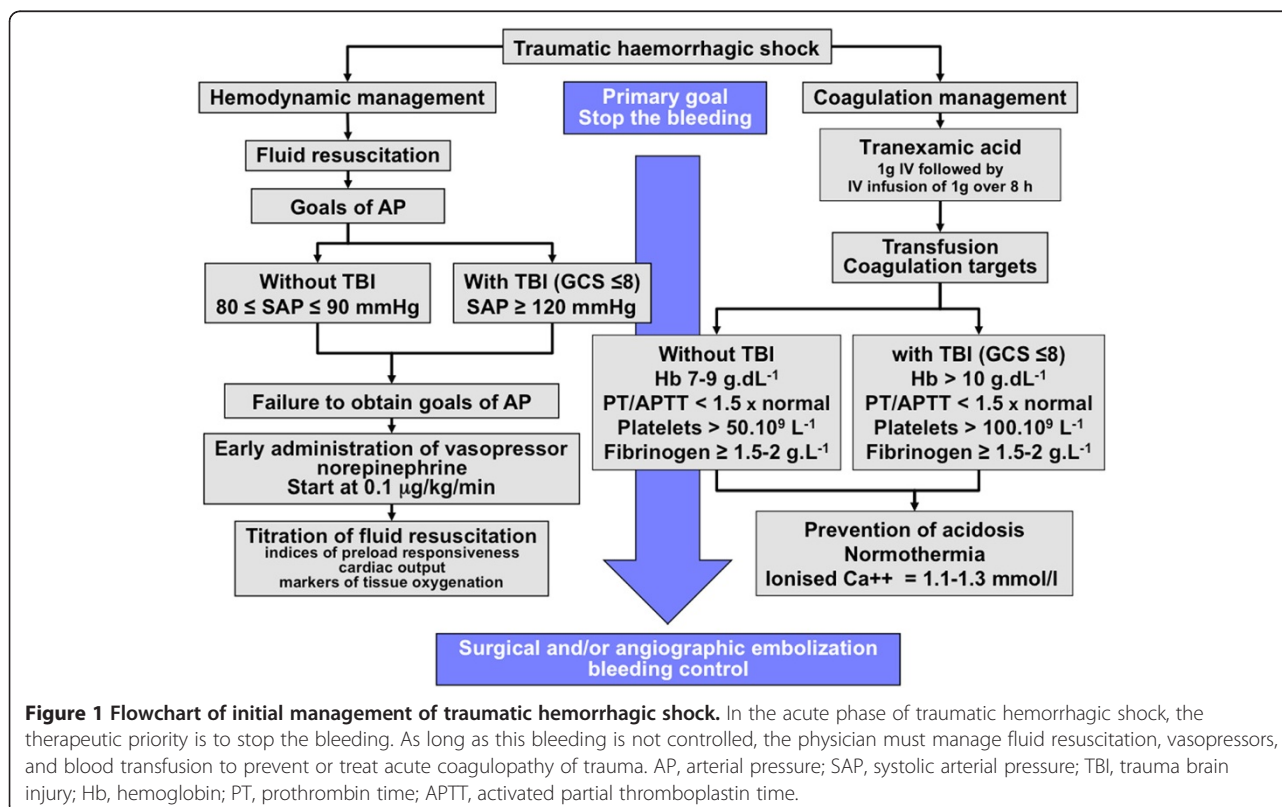 Traumatic haemorrhagic shock
Hemodynamic management
Fluid resuscitation
Goals of AP
Without TBI
80 ≤ SAP ≤ 90 mmHg
With TBI (GCS ≤8)
SAP ≥ 120 mmHg
Failure to obtain goals of AP
Early administration of vasopressor
norepinephrine
Start at 0.1 µg/kg/min
Titration of fluid resuscitation
indices of preload responsiveness
cardiac output
markers of tissue oxygenation
Primary goal
Stop the bleeding
Coagulation management
Tranexamic acid
1g IV followed by
IV infusion of 1g over 8 h
Transfusion
Coagulation targets
Without TBI
Hb 7-9 g.dL⁻¹
PT/APTT < 1.5 x normal
Platelets > 50.10⁹ L⁻¹
Fibrinogen ≥ 1.5-2 g.L⁻¹
with TBI (GCS ≤8)
Hb > 10 g.dL⁻¹
PT/APTT < 1.5 x normal
Platelets > 100.10⁹ L⁻¹
Fibrinogen ≥ 1.5-2 g.L⁻¹
Prevention of acidosis
Normothermia
Ionised Ca++ = 1.1-1.3 mmol/l
Surgical and/or angiographic embolization
bleeding control
Figure 1 Flowchart of initial management of traumatic hemorrhagic shock. In the acute phase of traumatic hemorrhagic shock, the
therapeutic priority is to stop the bleeding. As long as this bleeding is not controlled, the physician must manage fluid resuscitation, vasopressors,
and blood transfusion to prevent or treat acute coagulopathy of trauma. AP, arterial pressure; SAP, systolic arterial pressure; TBI, trauma brain
injury; Hb, hemoglobin; PT, prothrombin time; APTT, activated partial thromboplastin time.